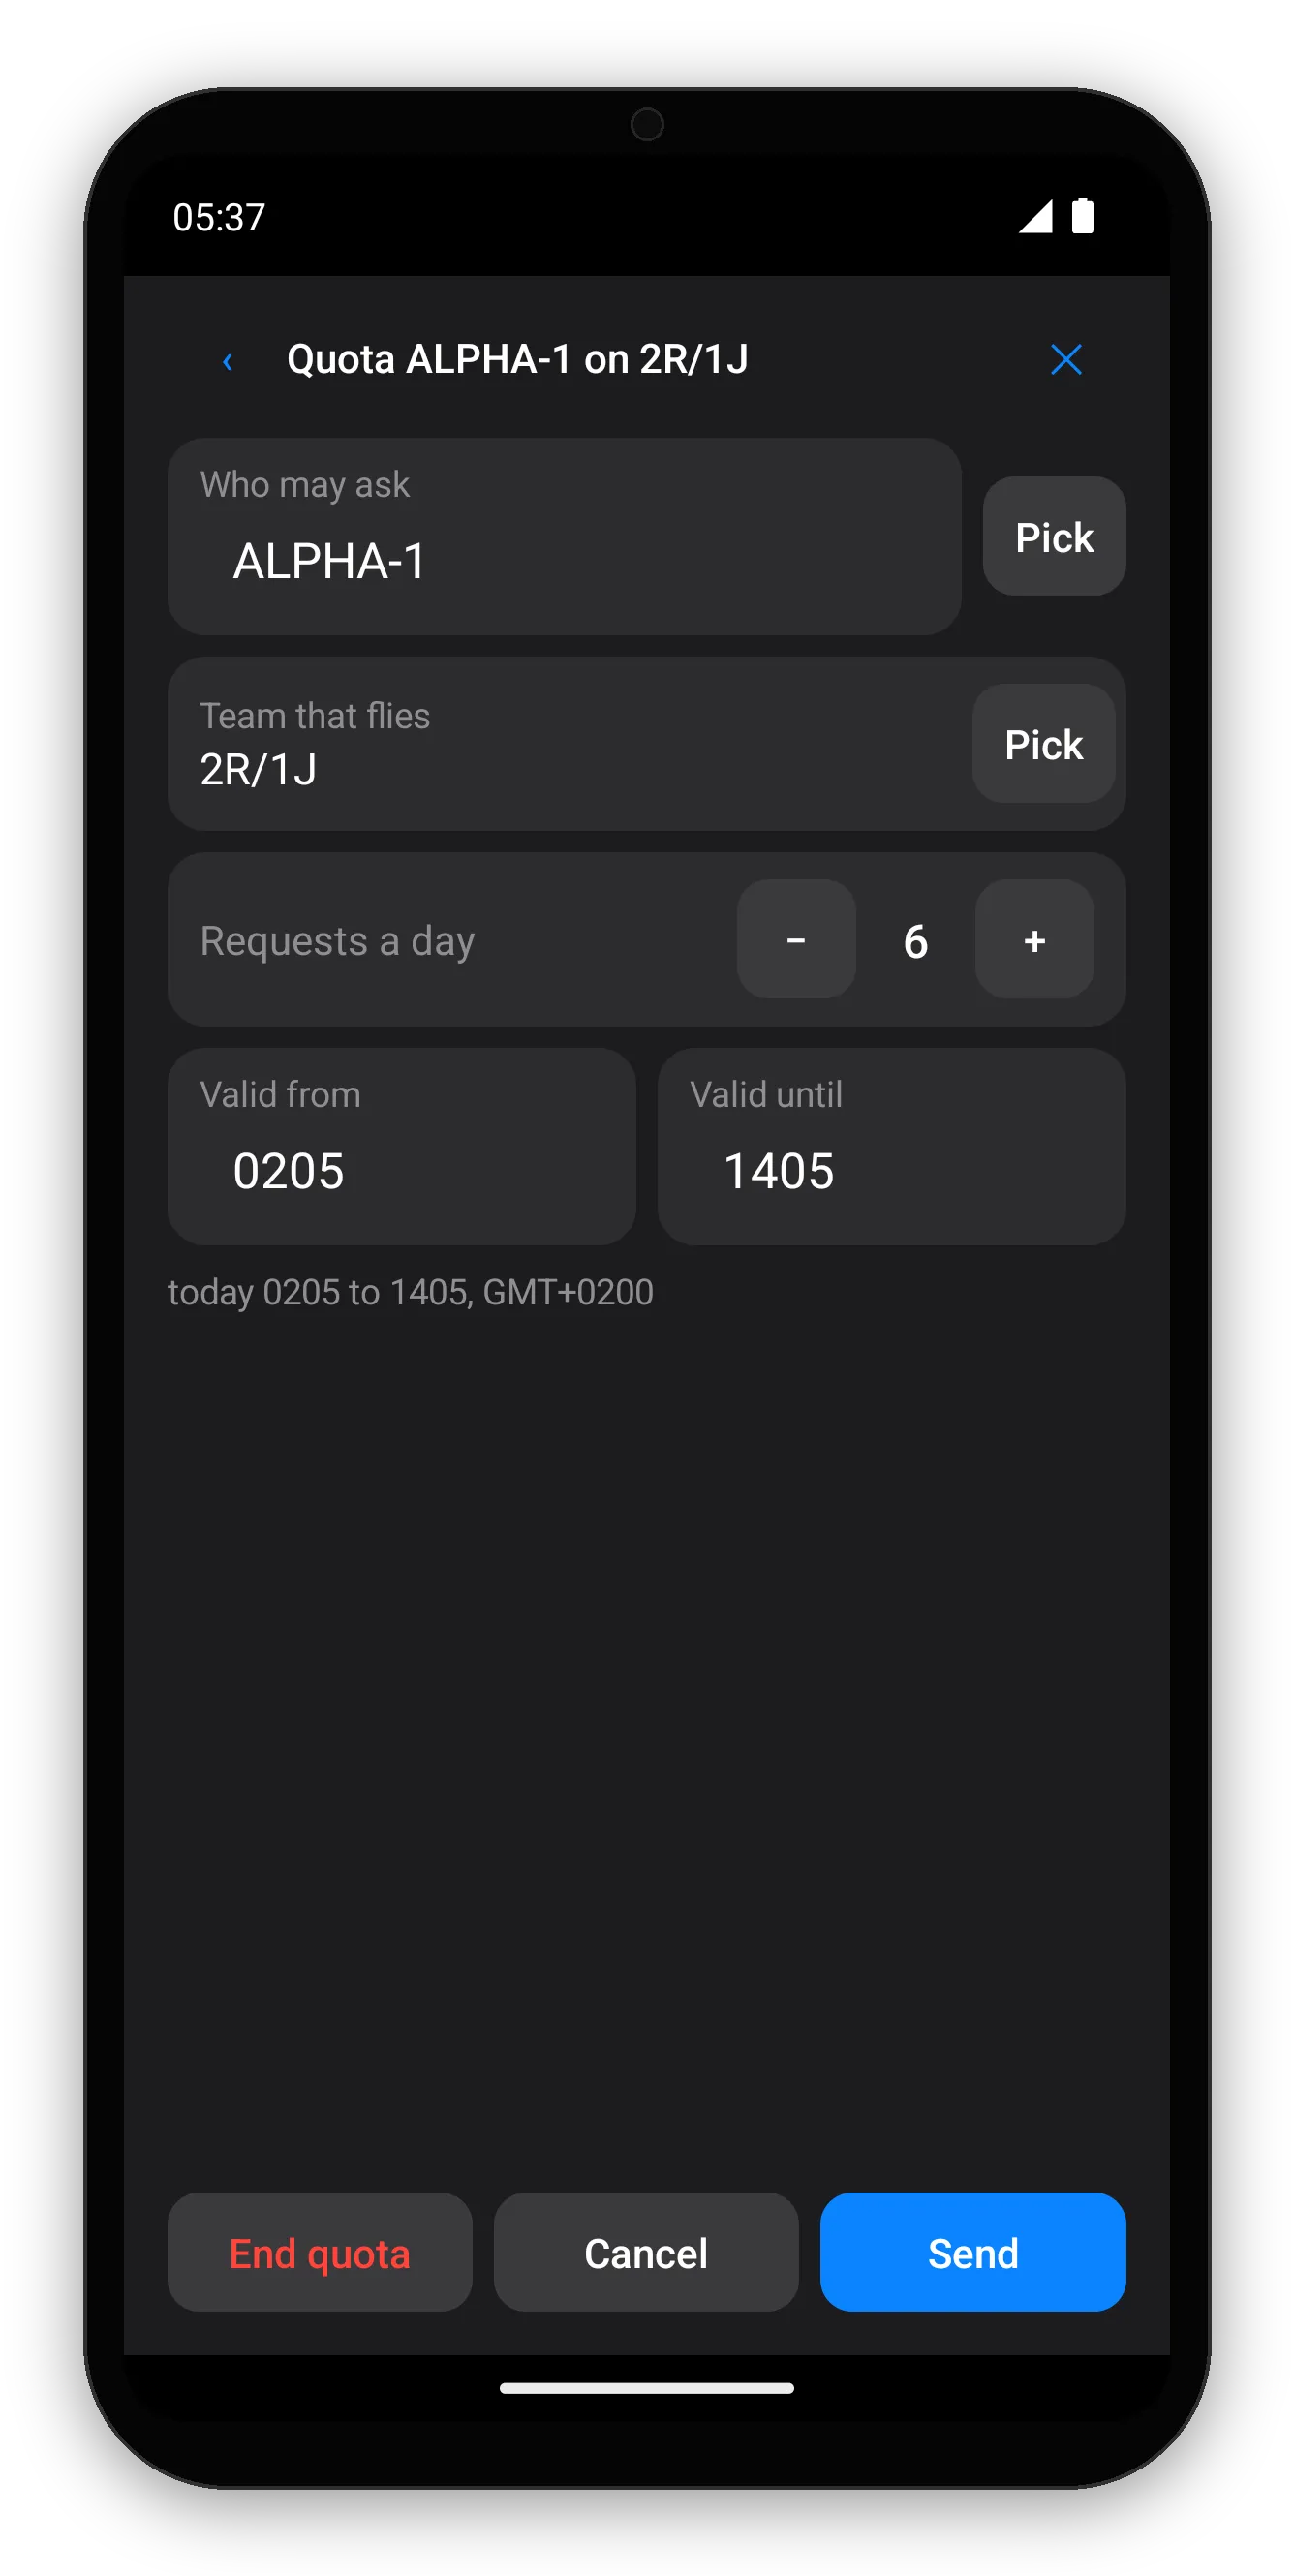 05:37
‹ Quota ALPHA-1 on 2R/1J
Who may ask
ALPHA-1
Pick
Team that flies
2R/1J
Pick
Requests a day
− 6 +
Valid from
0205
Valid until
1405
today 0205 to 1405, GMT+0200
End quota
Cancel
Send